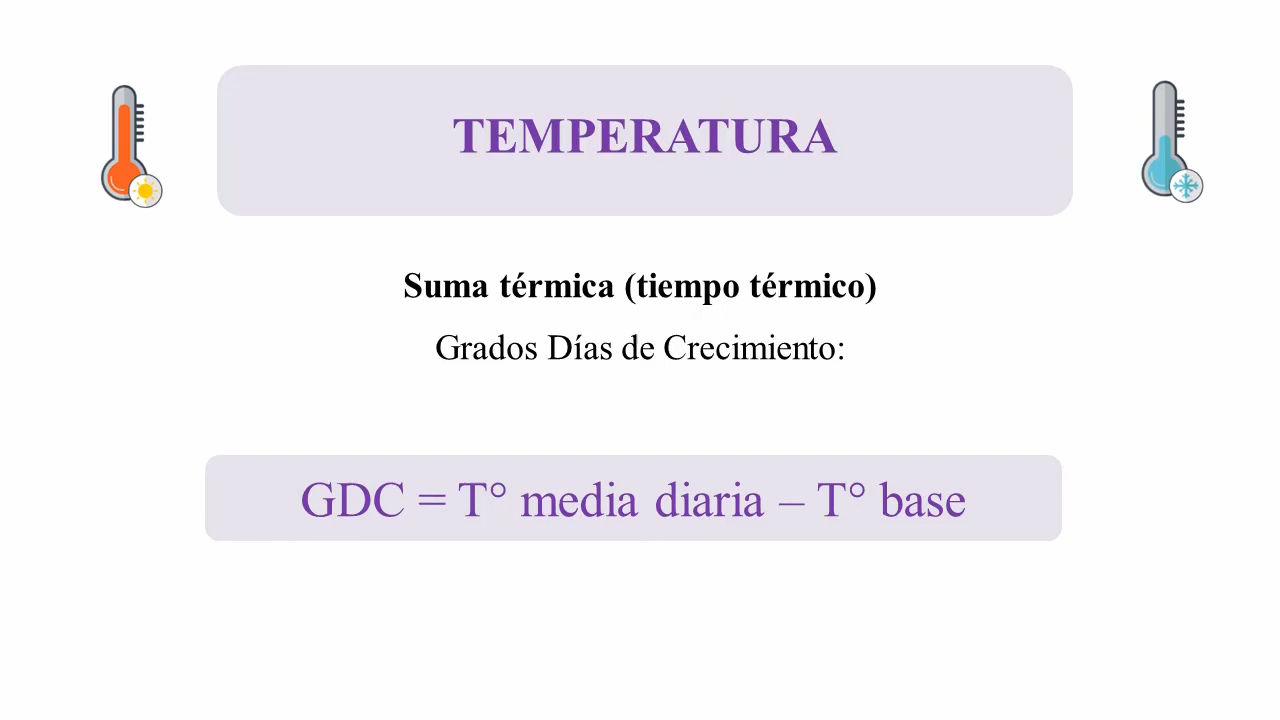 TEMPERATURA
Suma térmica (tiempo térmico)
Grados Días de Crecimiento:
GDC = T° media diaria – T° base